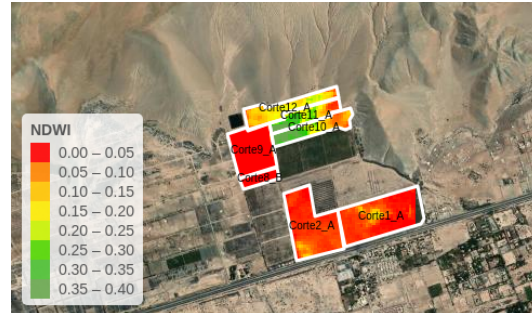 Corte12_A
Corte11_A
Corte10_A
Corte9_A
Corte8_B
Corte2_A
Corte1_A
NDWI
0.00 – 0.05
0.05 – 0.10
0.10 – 0.15
0.15 – 0.20
0.20 – 0.25
0.25 – 0.30
0.30 – 0.35
0.35 – 0.40